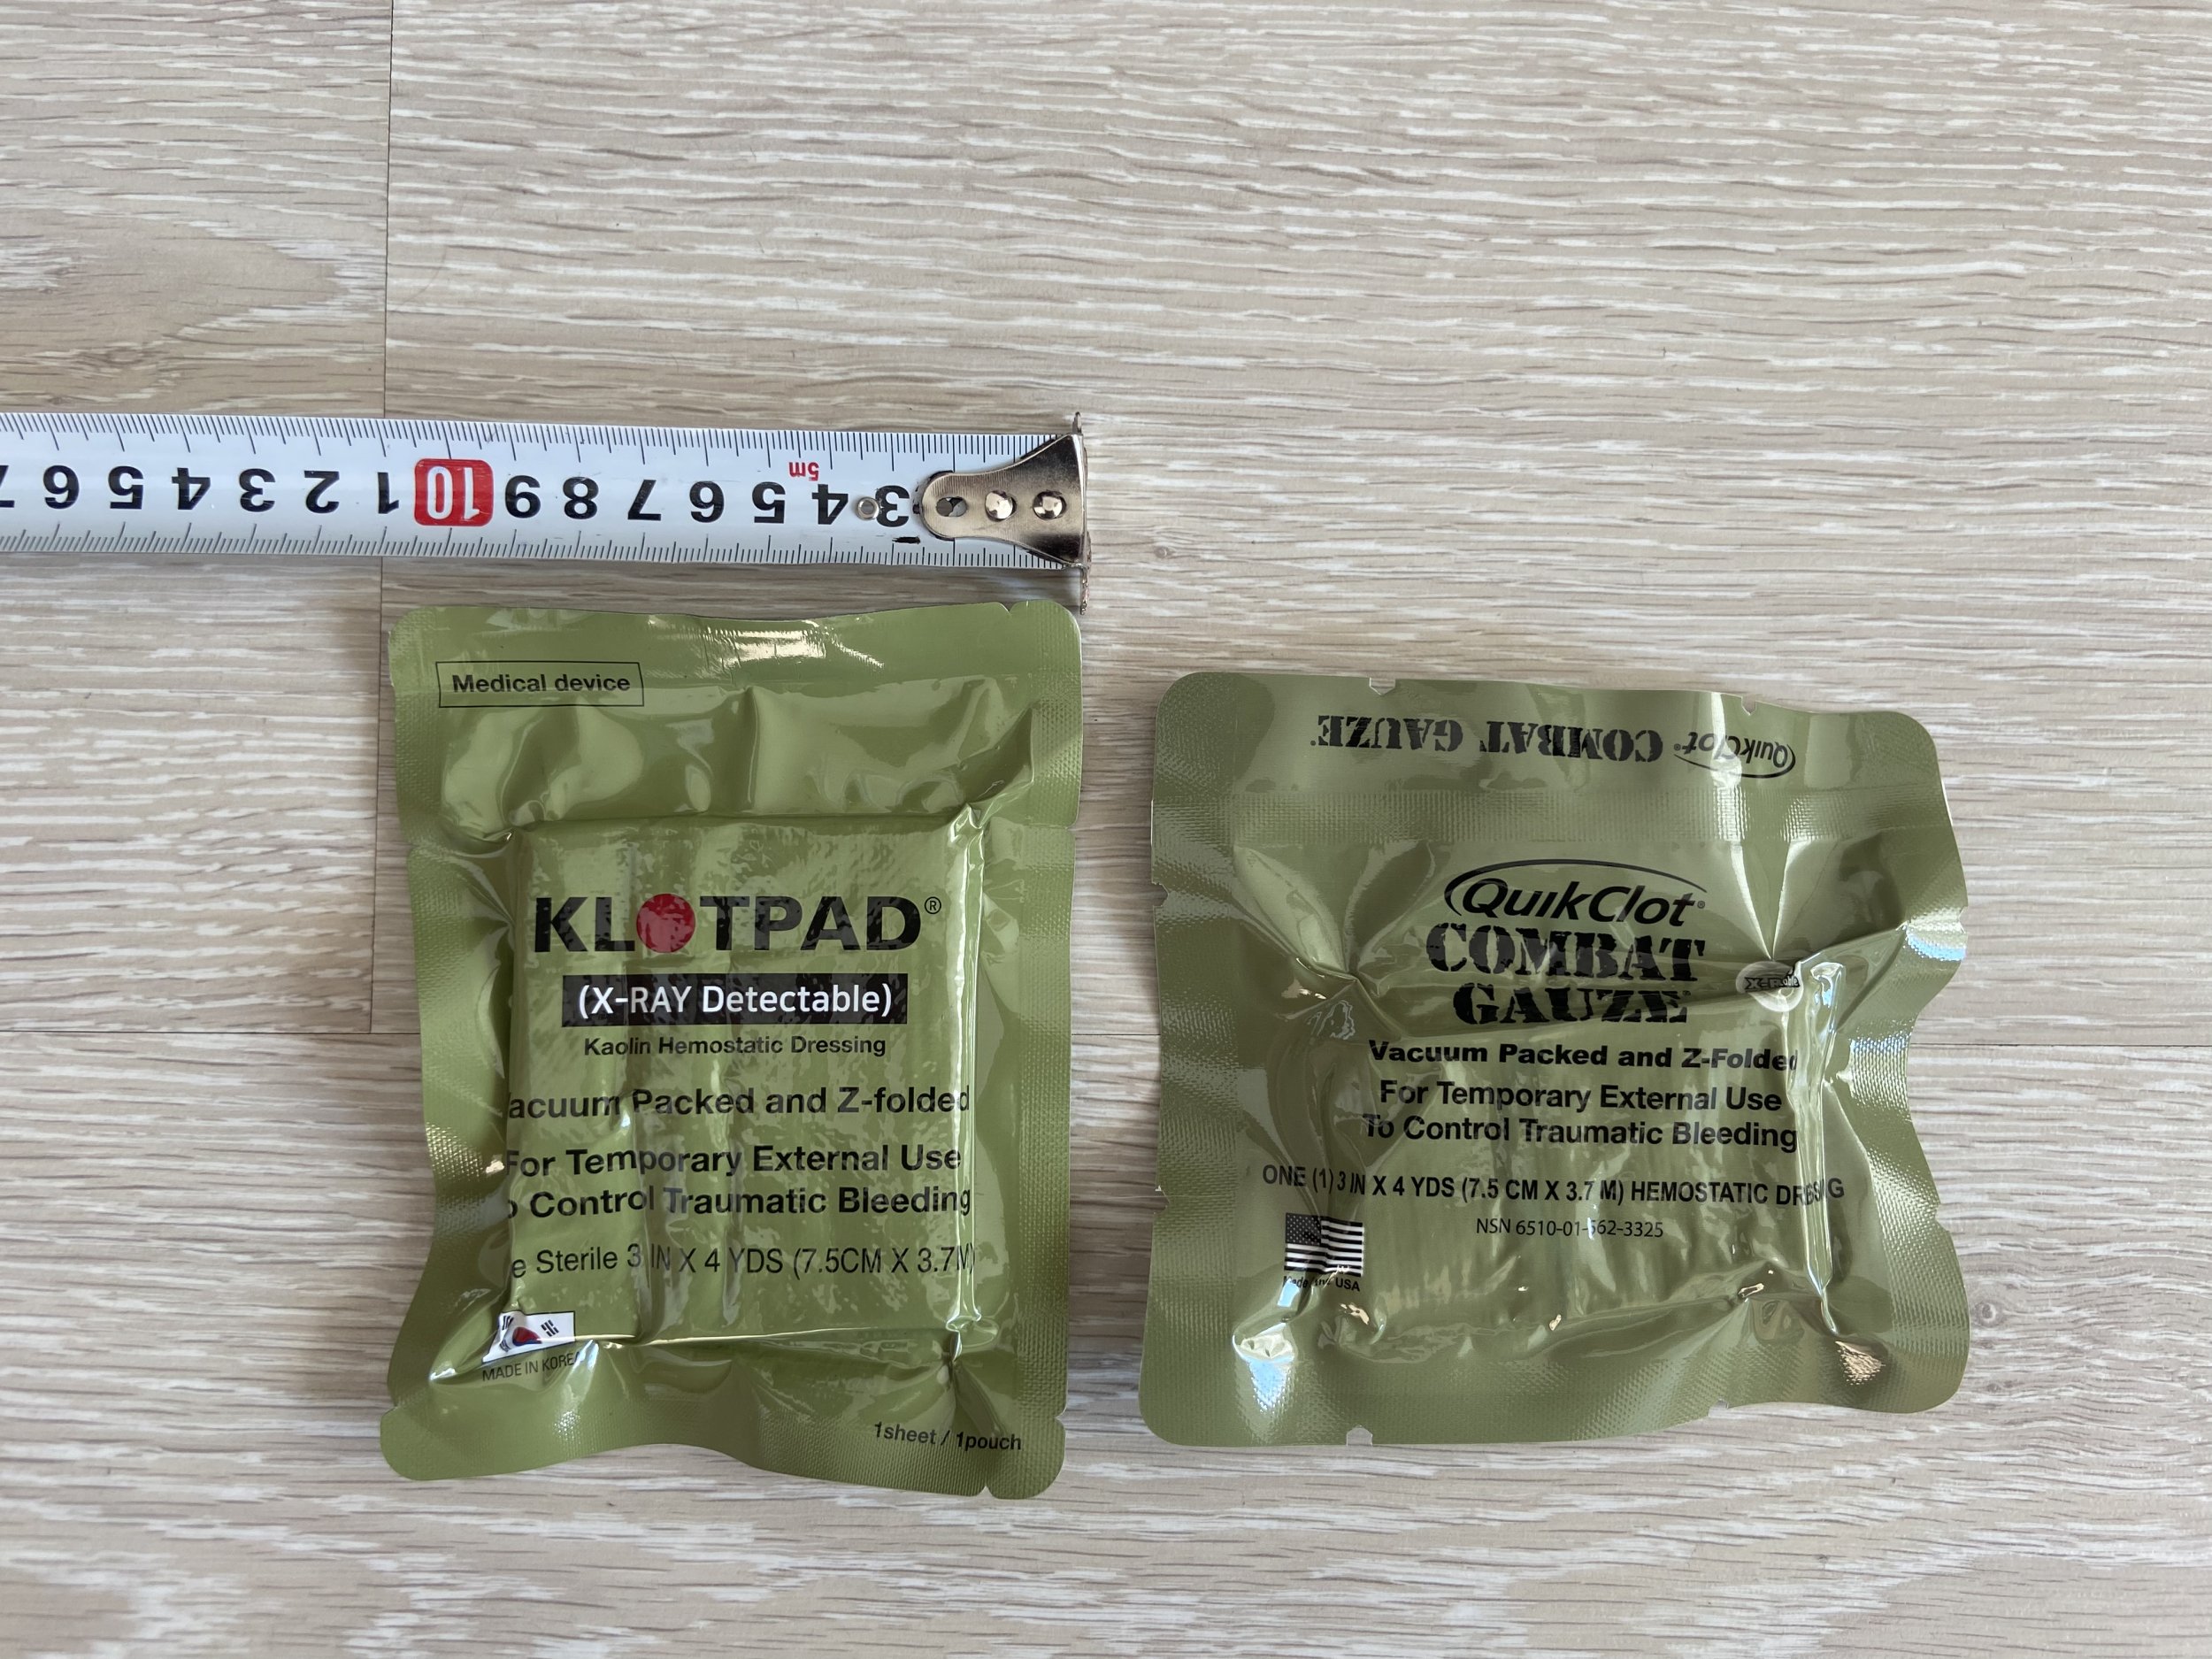 7 6 5 4 3 2 1 10 9 8 7 6 5 4 3
5m
Medical device
KLOTPAD®
(X-RAY Detectable)
Kaolin Hemostatic Dressing
acuum Packed and Z-folded
For Temporary External Use
o Control Traumatic Bleeding
e Sterile 3 IN X 4 YDS (7.5CM X 3.7M)
MADE IN KOREA
1sheet / 1pouch
QuikClot® COMBAT GAUZE®
QuikClot®
COMBAT
GAUZE
Vacuum Packed and Z-Folded
For Temporary External Use
To Control Traumatic Bleeding
ONE (1) 3 IN X 4 YDS (7.5 CM X 3.7 M) HEMOSTATIC
NSN 6510-01-562-3325
Made USA